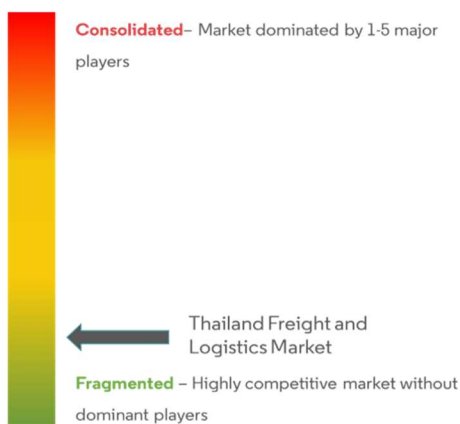 Consolidated– Market dominated by 1-5 major
players
Thailand Freight and
Logistics Market
Fragmented – Highly competitive market without
dominant players